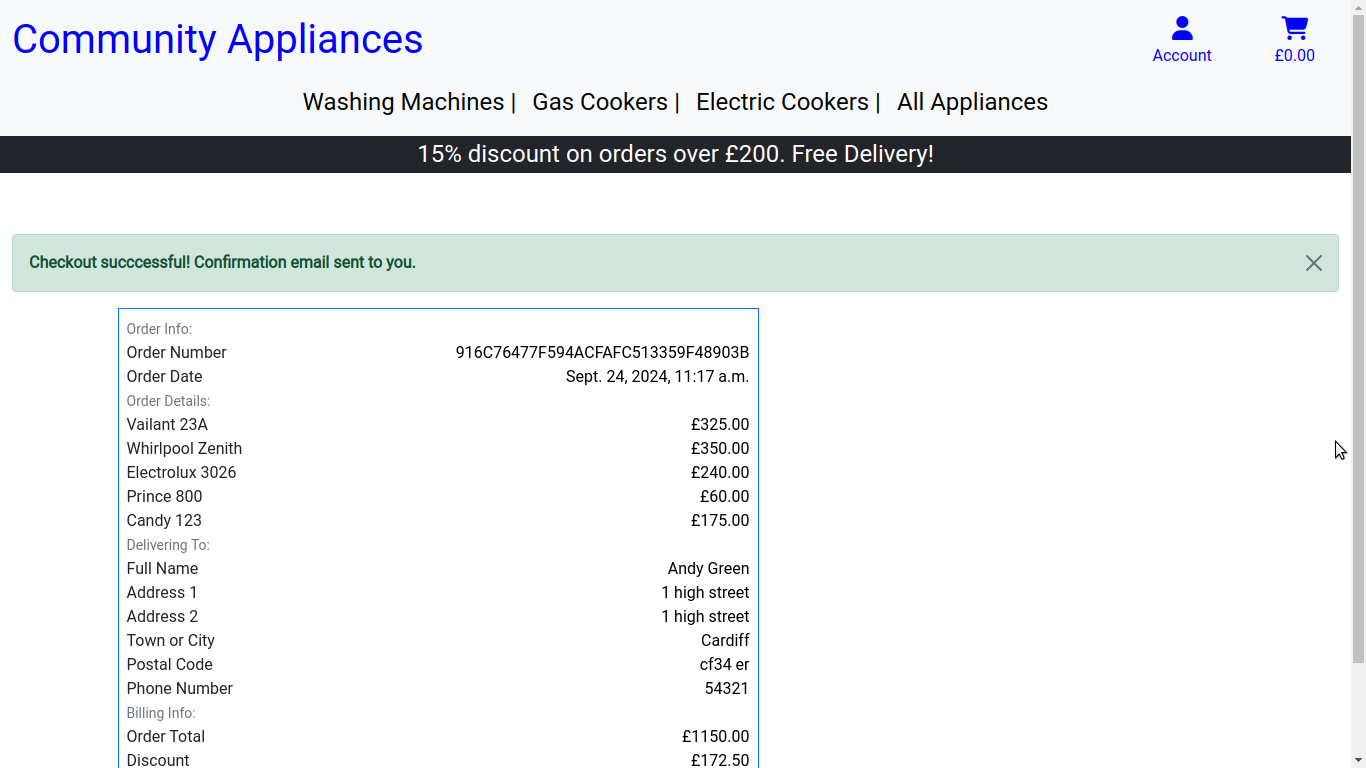 Community Appliances
Account
£0.00
Washing Machines | Gas Cookers | Electric Cookers | All Appliances
15% discount on orders over £200. Free Delivery!
Checkout succcessful! Confirmation email sent to you.
Order Info:
Order Number 916C76477F594ACFAFC513359F48903B
Order Date Sept. 24, 2024, 11:17 a.m.
Order Details:
Vailant 23A £325.00
Whirlpool Zenith £350.00
Electrolux 3026 £240.00
Prince 800 £60.00
Candy 123 £175.00
Delivering To:
Full Name Andy Green
Address 1 1 high street
Address 2 1 high street
Town or City Cardiff
Postal Code cf34 er
Phone Number 54321
Billing Info:
Order Total £1150.00
Discount £172.50